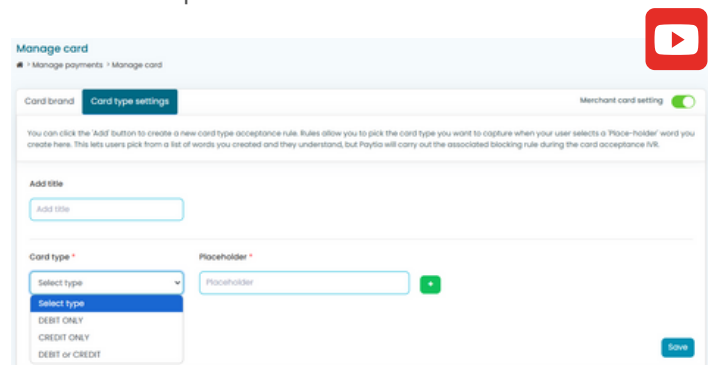 Manage card
> Manage payments > Manage card
Card brand Card type settings Merchant card setting
You can click the 'Add' button to create a new card type acceptance rule. Rules allow you to pick the card type you want to capture when your user selects a 'Place-holder' word you
create here. This lets users pick from a list of words you created and they understand, but Paytia will carry out the associated blocking rule during the card acceptance IVR.
Add title
Add title
Card type * Placeholder *
Select type Placeholder +
Select type
DEBIT ONLY
CREDIT ONLY
DEBIT or CREDIT
Save